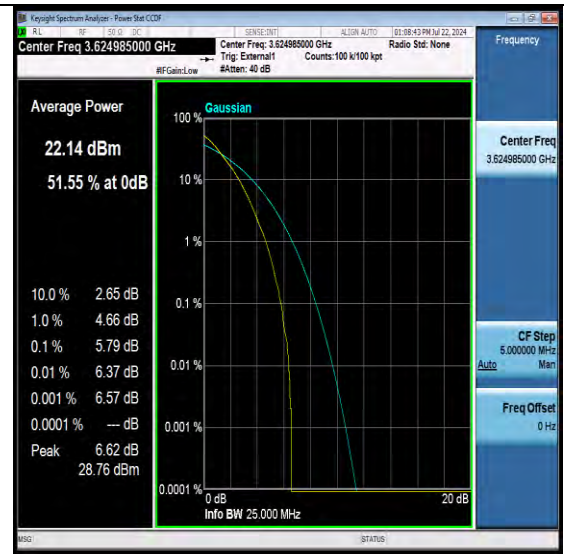 Keysight Spectrum Analyzer - Power Stat CCDF
RL RF 50 Ω DC SENSE:INT ALIGN AUTO 01:08:43 PM Jul 22, 2024
Center Freq 3.624985000 GHz
Center Freq: 3.624985000 GHz Radio Std: None
Trig: External1 Counts:100 k/100 kpt
#IFGain:Low #Atten: 40 dB
Frequency
Average Power
22.14 dBm
51.55 % at 0dB
10.0 % 2.65 dB
1.0 % 4.66 dB
0.1 % 5.79 dB
0.01 % 6.37 dB
0.001 % 6.57 dB
0.0001 % --- dB
Peak 6.62 dB
28.76 dBm
Gaussian
100 %
10 %
1 %
0.1 %
0.01 %
0.001 %
0.0001 %
0 dB 20 dB
Info BW 25.000 MHz
Center Freq
3.624985000 GHz
CF Step
5.000000 MHz
Auto Man
Freq Offset
0 Hz
MSG STATUS